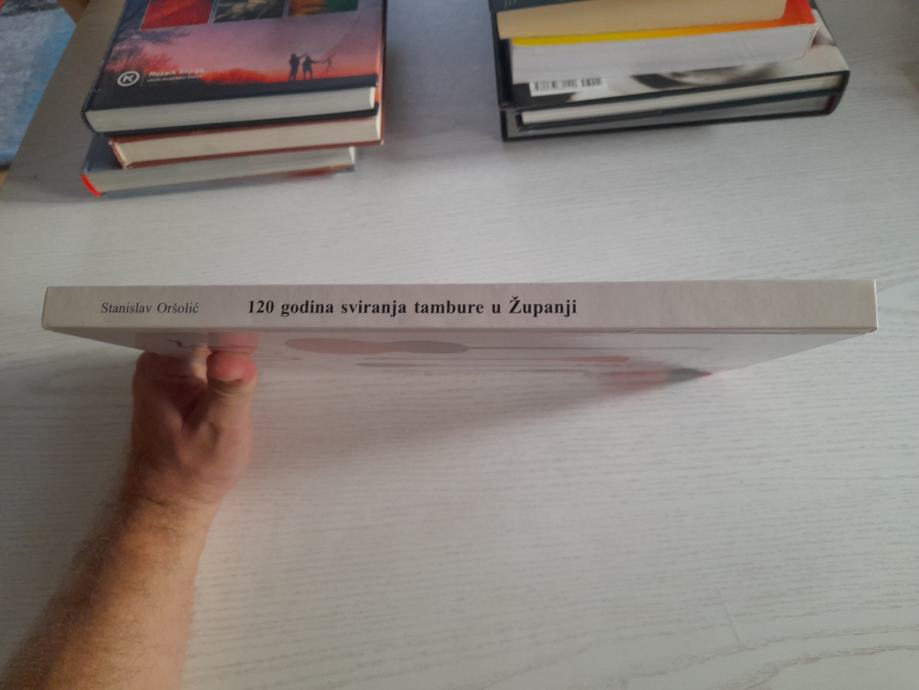 Stanislav Oršolić 120 godina sviranja tambure u Županji